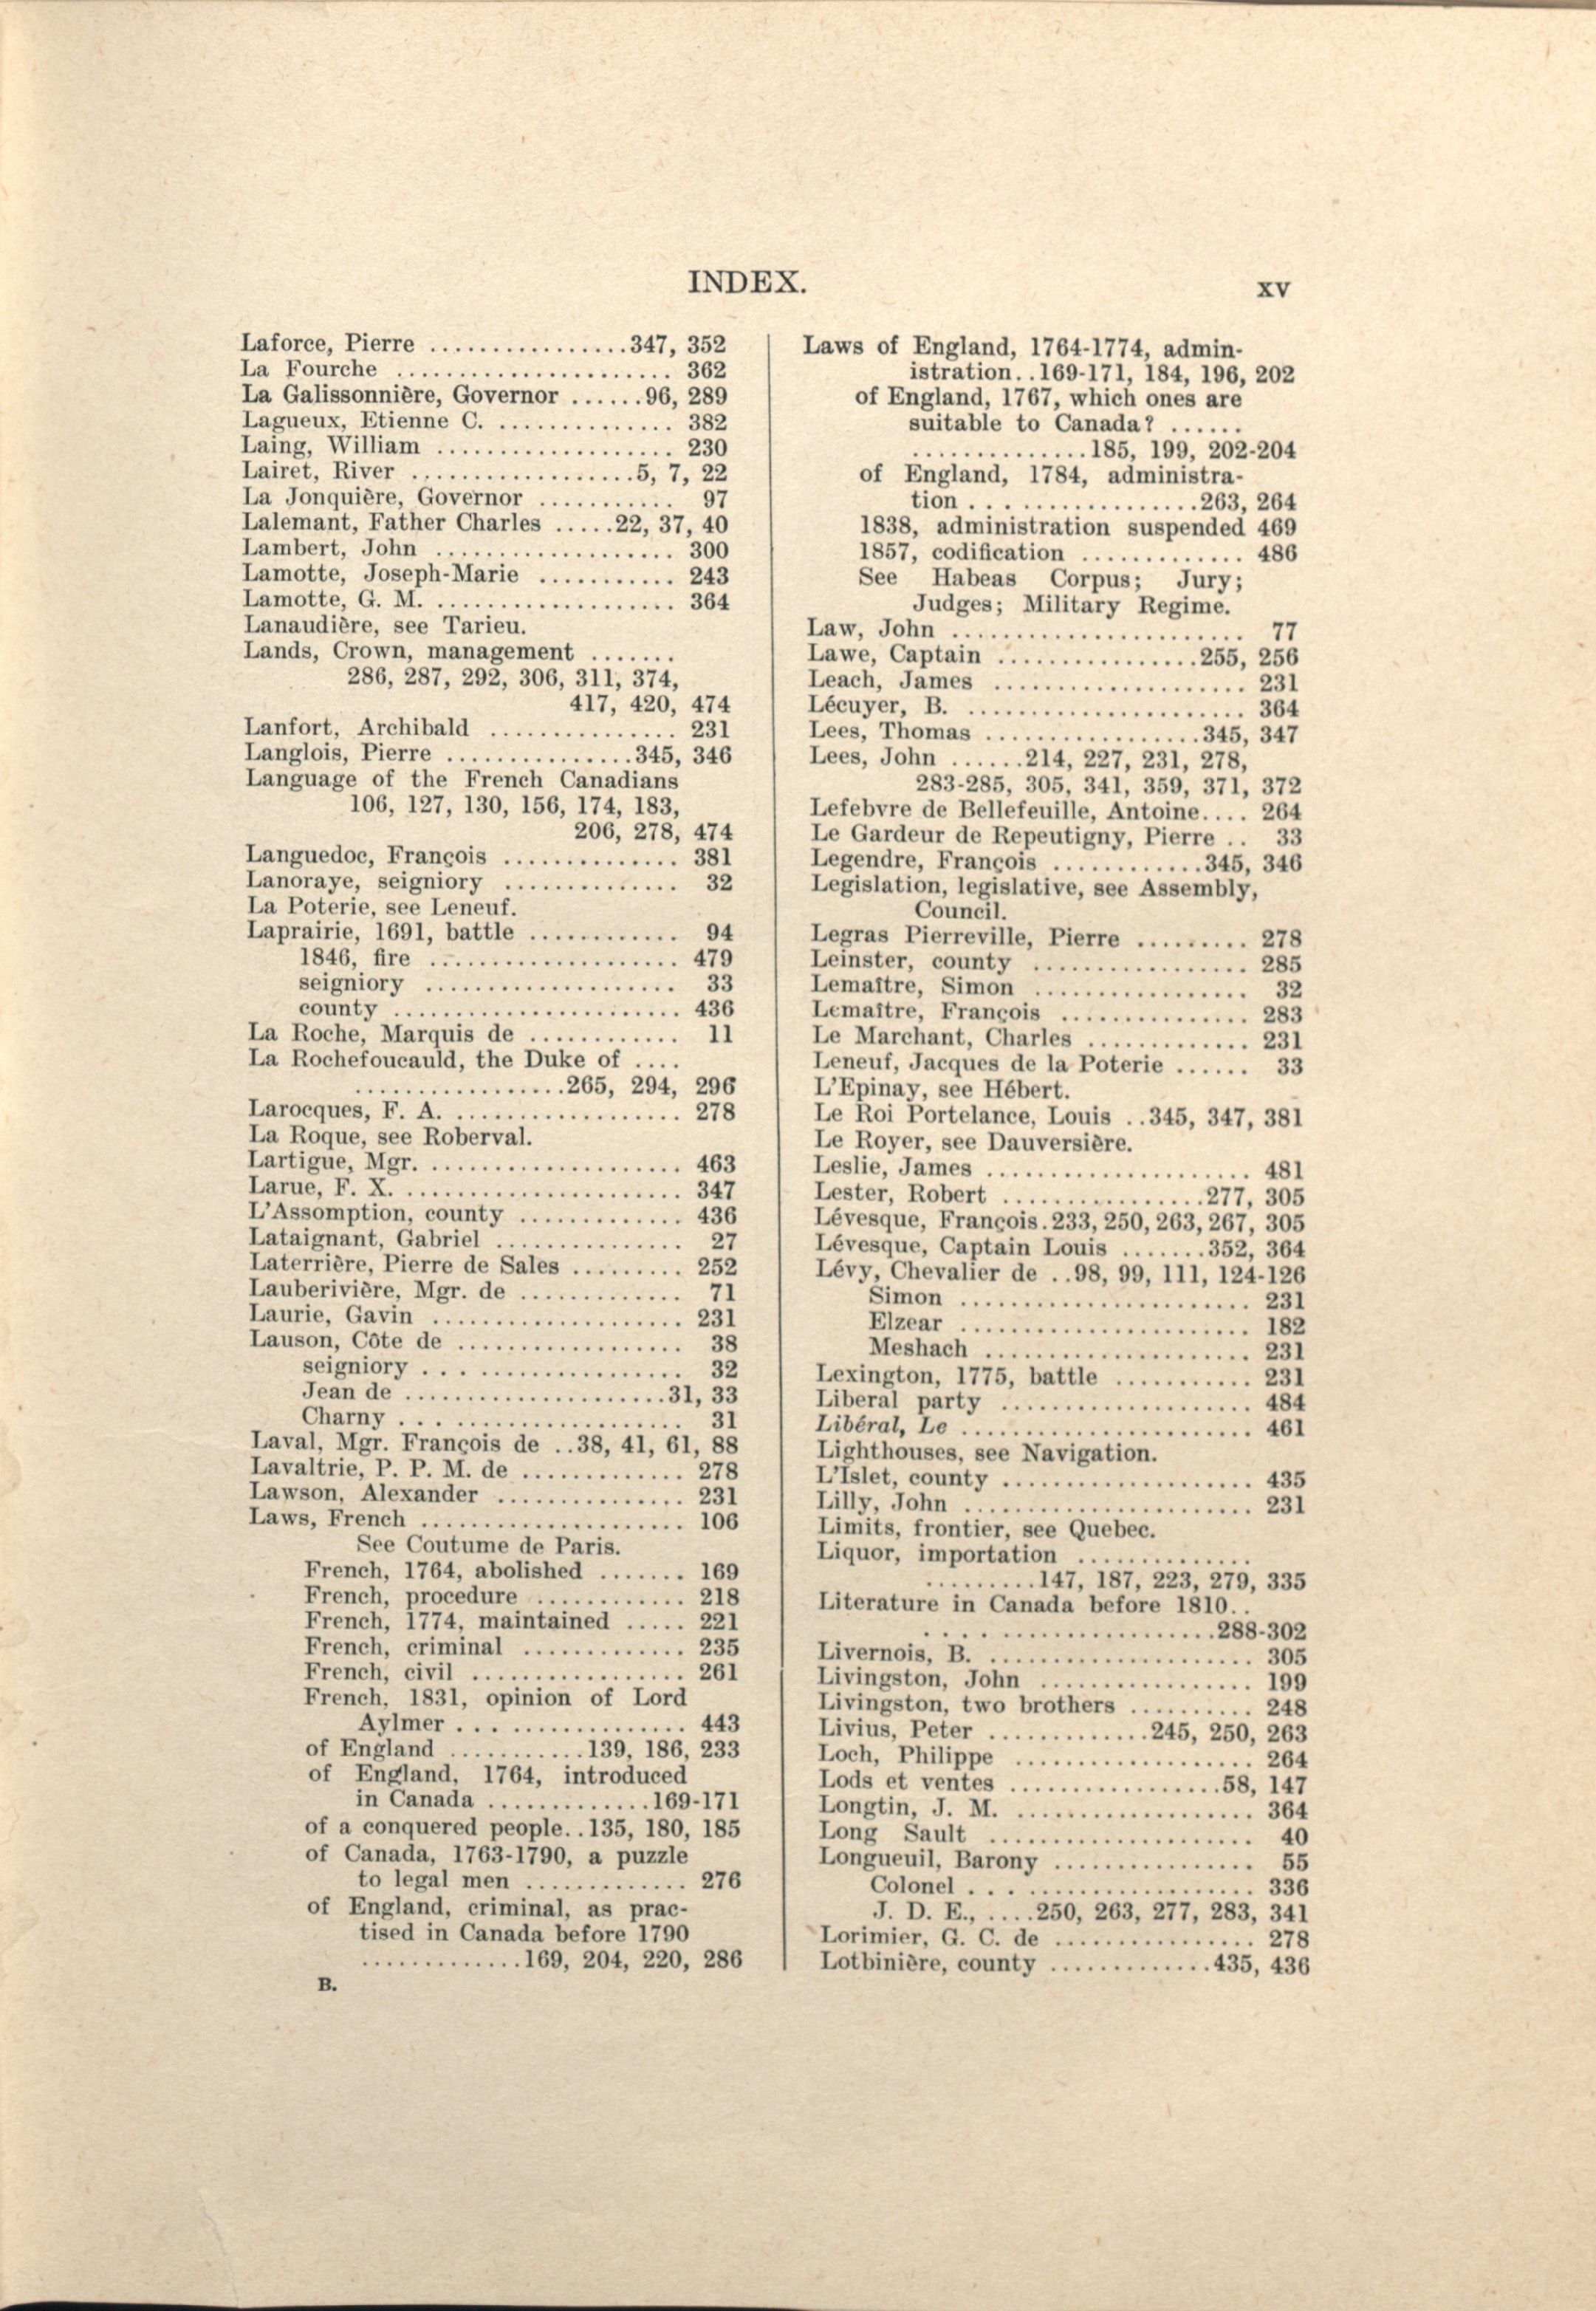 INDEX.
xv
Laforce, Pierre ................347, 352
La Fourche ...................... 362
La Galissonnière, Governor ......96, 289
Lagueux, Etienne C. .............. 382
Laing, William ................... 230
Lairet, River ..................5, 7, 22
La Jonquière, Governor ........... 97
Lalemant, Father Charles .....22, 37, 40
Lambert, John ................... 300
Lamotte, Joseph-Marie ........... 243
Lamotte, G. M. ................... 364
Lanaudière, see Tarieu.
Lands, Crown, management .......
286, 287, 292, 306, 311, 374,
417, 420, 474
Lanfort, Archibald ............... 231
Langlois, Pierre ...............345, 346
Language of the French Canadians
106, 127, 130, 156, 174, 183,
206, 278, 474
Languedoc, François .............. 381
Lanoraye, seigniory .............. 32
La Poterie, see Leneuf.
Laprairie, 1691, battle ............ 94
1846, fire .................... 479
seigniory .................... 33
county ....................... 436
La Roche, Marquis de ............ 11
La Rochefoucauld, the Duke of ....
.................265, 294, 296
Larocques, F. A. .................. 278
La Roque, see Roberval.
Lartigue, Mgr. .................... 463
Larue, F. X. ...................... 347
L'Assomption, county ............. 436
Lataignant, Gabriel ............... 27
Laterrière, Pierre de Sales ......... 252
Lauberivière, Mgr. de ............. 71
Laurie, Gavin .................... 231
Lauson, Côte de .................. 38
seigniory . . . ................ 32
Jean de .....................31, 33
Charny . . . .................. 31
Laval, Mgr. François de ..38, 41, 61, 88
Lavaltrie, P. P. M. de ............. 278
Lawson, Alexander ............... 231
Laws, French ..................... 106
See Coutume de Paris.
French, 1764, abolished ....... 169
French, procedure ............ 218
French, 1774, maintained ..... 221
French, criminal ............. 235
French, civil ................. 261
French, 1831, opinion of Lord
Aylmer . . . ................ 443
of England ...........139, 186, 233
of England, 1764, introduced
in Canada .............169-171
of a conquered people. .135, 180, 185
of Canada, 1763-1790, a puzzle
to legal men ............. 276
of England, criminal, as prac-
tised in Canada before 1790
.............169, 204, 220, 286
B.
Laws of England, 1764-1774, admin-
istration. .169-171, 184, 196, 202
of England, 1767, which ones are
suitable to Canada? ......
..............185, 199, 202-204
of England, 1784, administra-
tion . . . ................263, 264
1838, administration suspended 469
1857, codification ............. 486
See Habeas Corpus; Jury;
Judges; Military Regime.
Law, John ....................... 77
Lawe, Captain ................255, 256
Leach, James .................... 231
Lécuyer, B. ...................... 364
Lees, Thomas .................345, 347
Lees, John ......214, 227, 231, 278,
283-285, 305, 341, 359, 371, 372
Lefebvre de Bellefeuille, Antoine.... 264
Le Gardeur de Repeutigny, Pierre .. 33
Legendre, François ............345, 346
Legislation, legislative, see Assembly,
Council.
Legras Pierreville, Pierre ......... 278
Leinster, county ................. 285
Lemaître, Simon ................. 32
Lemaître, François ............... 283
Le Marchant, Charles ............. 231
Leneuf, Jacques de la Poterie ...... 33
L'Epinay, see Hébert.
Le Roi Portelance, Louis ..345, 347, 381
Le Royer, see Dauversière.
Leslie, James ..................... 481
Lester, Robert ................277, 305
Lévesque, François.233, 250, 263, 267, 305
Lévesque, Captain Louis .......352, 364
Lévy, Chevalier de ..98, 99, 111, 124-126
Simon ....................... 231
Elzear ....................... 182
Meshach ..................... 231
Lexington, 1775, battle ........... 231
Liberal party .................... 484
Libéral, Le ....................... 461
Lighthouses, see Navigation.
L'Islet, county .................... 435
Lilly, John ....................... 231
Limits, frontier, see Quebec.
Liquor, importation ..............
.........147, 187, 223, 279, 335
Literature in Canada before 1810. .
. . . .................288-302
Livernois, B. ..................... 305
Livingston, John ................. 199
Livingston, two brothers .......... 248
Livius, Peter .............245, 250, 263
Loch, Philippe ................... 264
Lods et ventes .................58, 147
Longtin, J. M. ................... 364
Long Sault ..................... 40
Longueuil, Barony ................ 55
Colonel . . . .................. 336
J. D. E., ....250, 263, 277, 283, 341
Lorimier, G. C. de ................ 278
Lotbinière, county .............435, 436